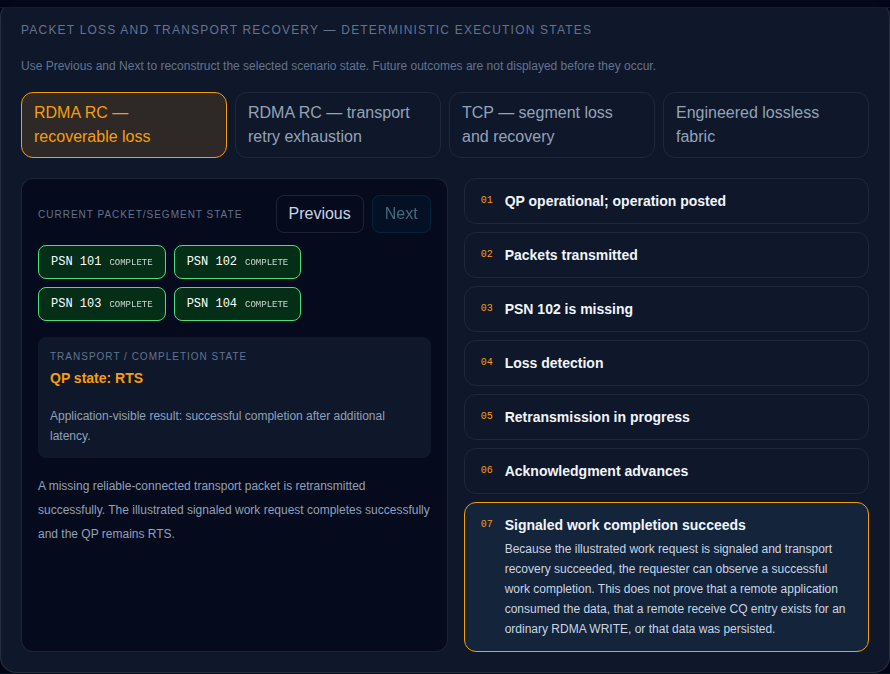 PACKET LOSS AND TRANSPORT RECOVERY — DETERMINISTIC EXECUTION STATES
Use Previous and Next to reconstruct the selected scenario state. Future outcomes are not displayed before they occur.
RDMA RC —
recoverable loss
RDMA RC — transport
retry exhaustion
TCP — segment loss
and recovery
Engineered lossless
fabric
CURRENT PACKET/SEGMENT STATE
Previous
Next
PSN 101 COMPLETE
PSN 102 COMPLETE
PSN 103 COMPLETE
PSN 104 COMPLETE
TRANSPORT / COMPLETION STATE
QP state: RTS
Application-visible result: successful completion after additional
latency.
A missing reliable-connected transport packet is retransmitted
successfully. The illustrated signaled work request completes successfully
and the QP remains RTS.
01 QP operational; operation posted
02 Packets transmitted
03 PSN 102 is missing
04 Loss detection
05 Retransmission in progress
06 Acknowledgment advances
07 Signaled work completion succeeds
Because the illustrated work request is signaled and transport
recovery succeeded, the requester can observe a successful
work completion. This does not prove that a remote application
consumed the data, that a remote receive CQ entry exists for an
ordinary RDMA WRITE, or that data was persisted.